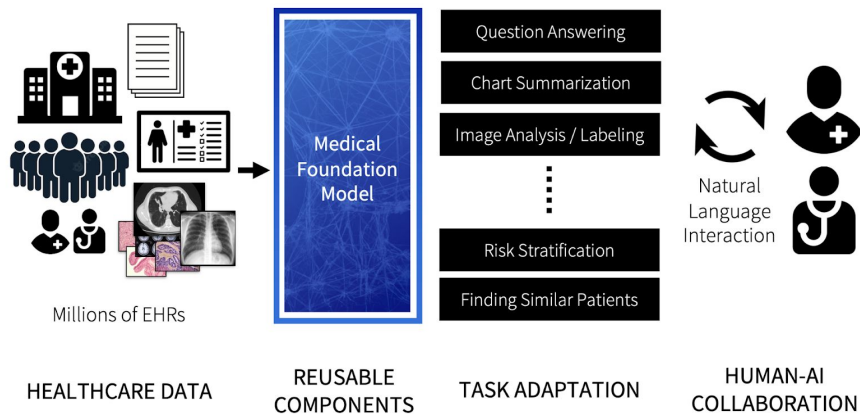 Millions of EHRs
HEALTHCARE DATA
Medical
Foundation
Model
REUSABLE
COMPONENTS
Question Answering
Chart Summarization
Image Analysis / Labeling
Risk Stratification
Finding Similar Patients
TASK ADAPTATION
Natural
Language
Interaction
HUMAN-AI
COLLABORATION